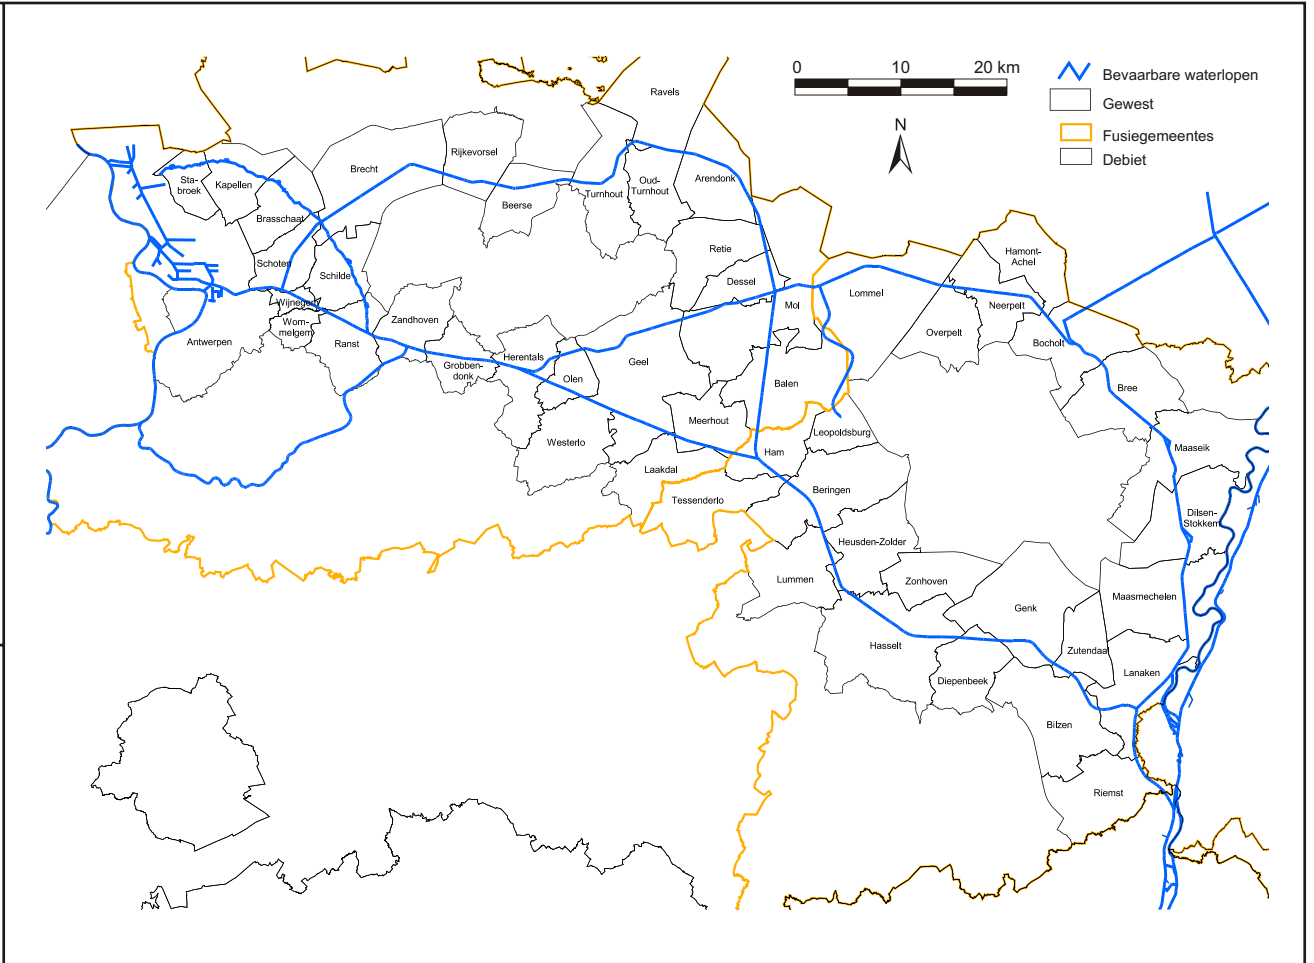 0 10 20 km
N
Bevaarbare waterlopen
Gewest
Fusiegemeentes
Debiet
Ravels
Rijkevorsel
Brecht
Sta-
broek
Kapellen
Brasschaat
Beerse
Turnhout
Oud-
Turnhout
Arendonk
Schoten
Schilde
Retie
Dessel
Hamont-
Achel
Wijnegem
Wom-
melgem
Zandhoven
Mol
Lommel
Neerpelt
Overpelt
Bocholt
Antwerpen
Ranst
Grobben-
donk
Herentals
Geel
Olen
Balen
Bree
Meerhout
Leopoldsburg
Westerlo
Ham
Maaseik
Laakdal
Tessenderlo
Beringen
Dilsen-
Stokkem
Heusden-Zolder
Lummen
Zonhoven
Genk
Maasmechelen
Hasselt
Zutendaal
Diepenbeek
Lanaken
Bilzen
Riemst